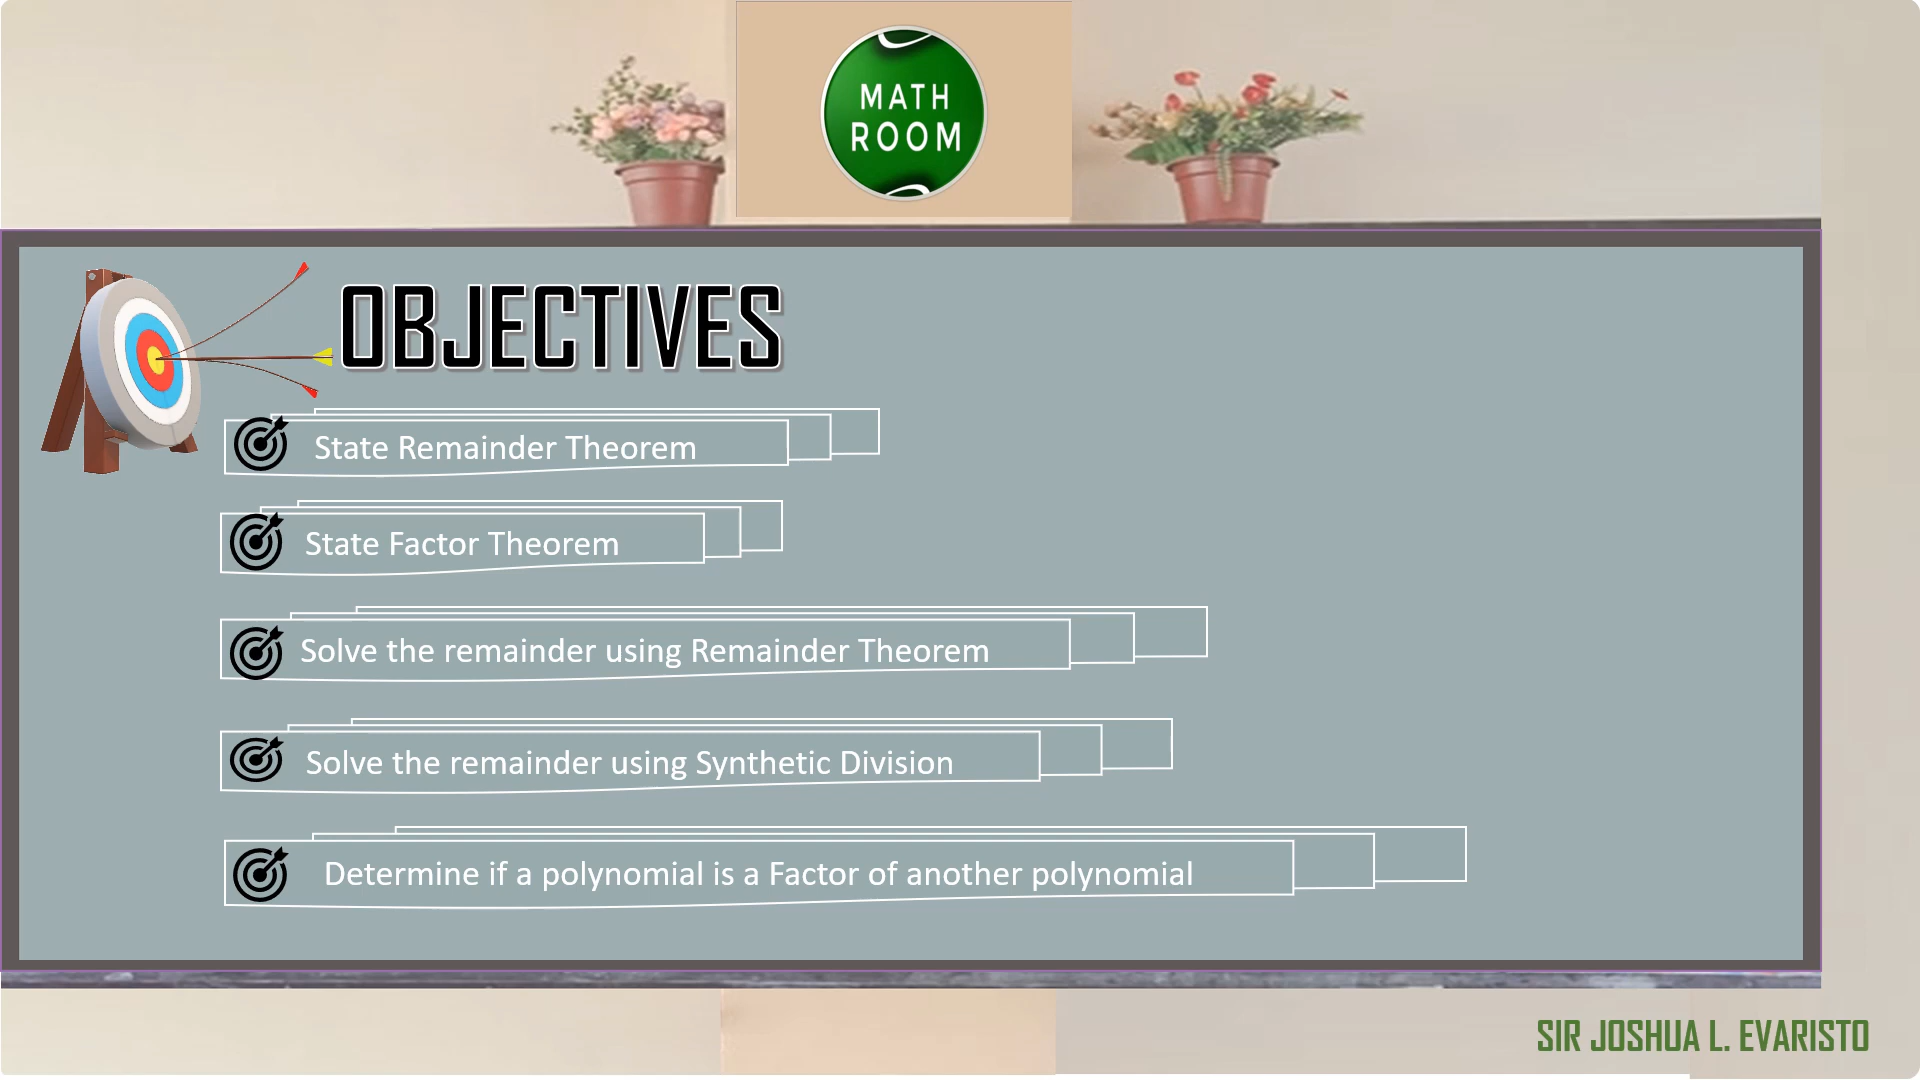 MATH
ROOM
OBJECTIVES
State Remainder Theorem
State Factor Theorem
Solve the remainder using Remainder Theorem
Solve the remainder using Synthetic Division
Determine if a polynomial is a Factor of another polynomial
SIR JOSHUA L. EVARISTO